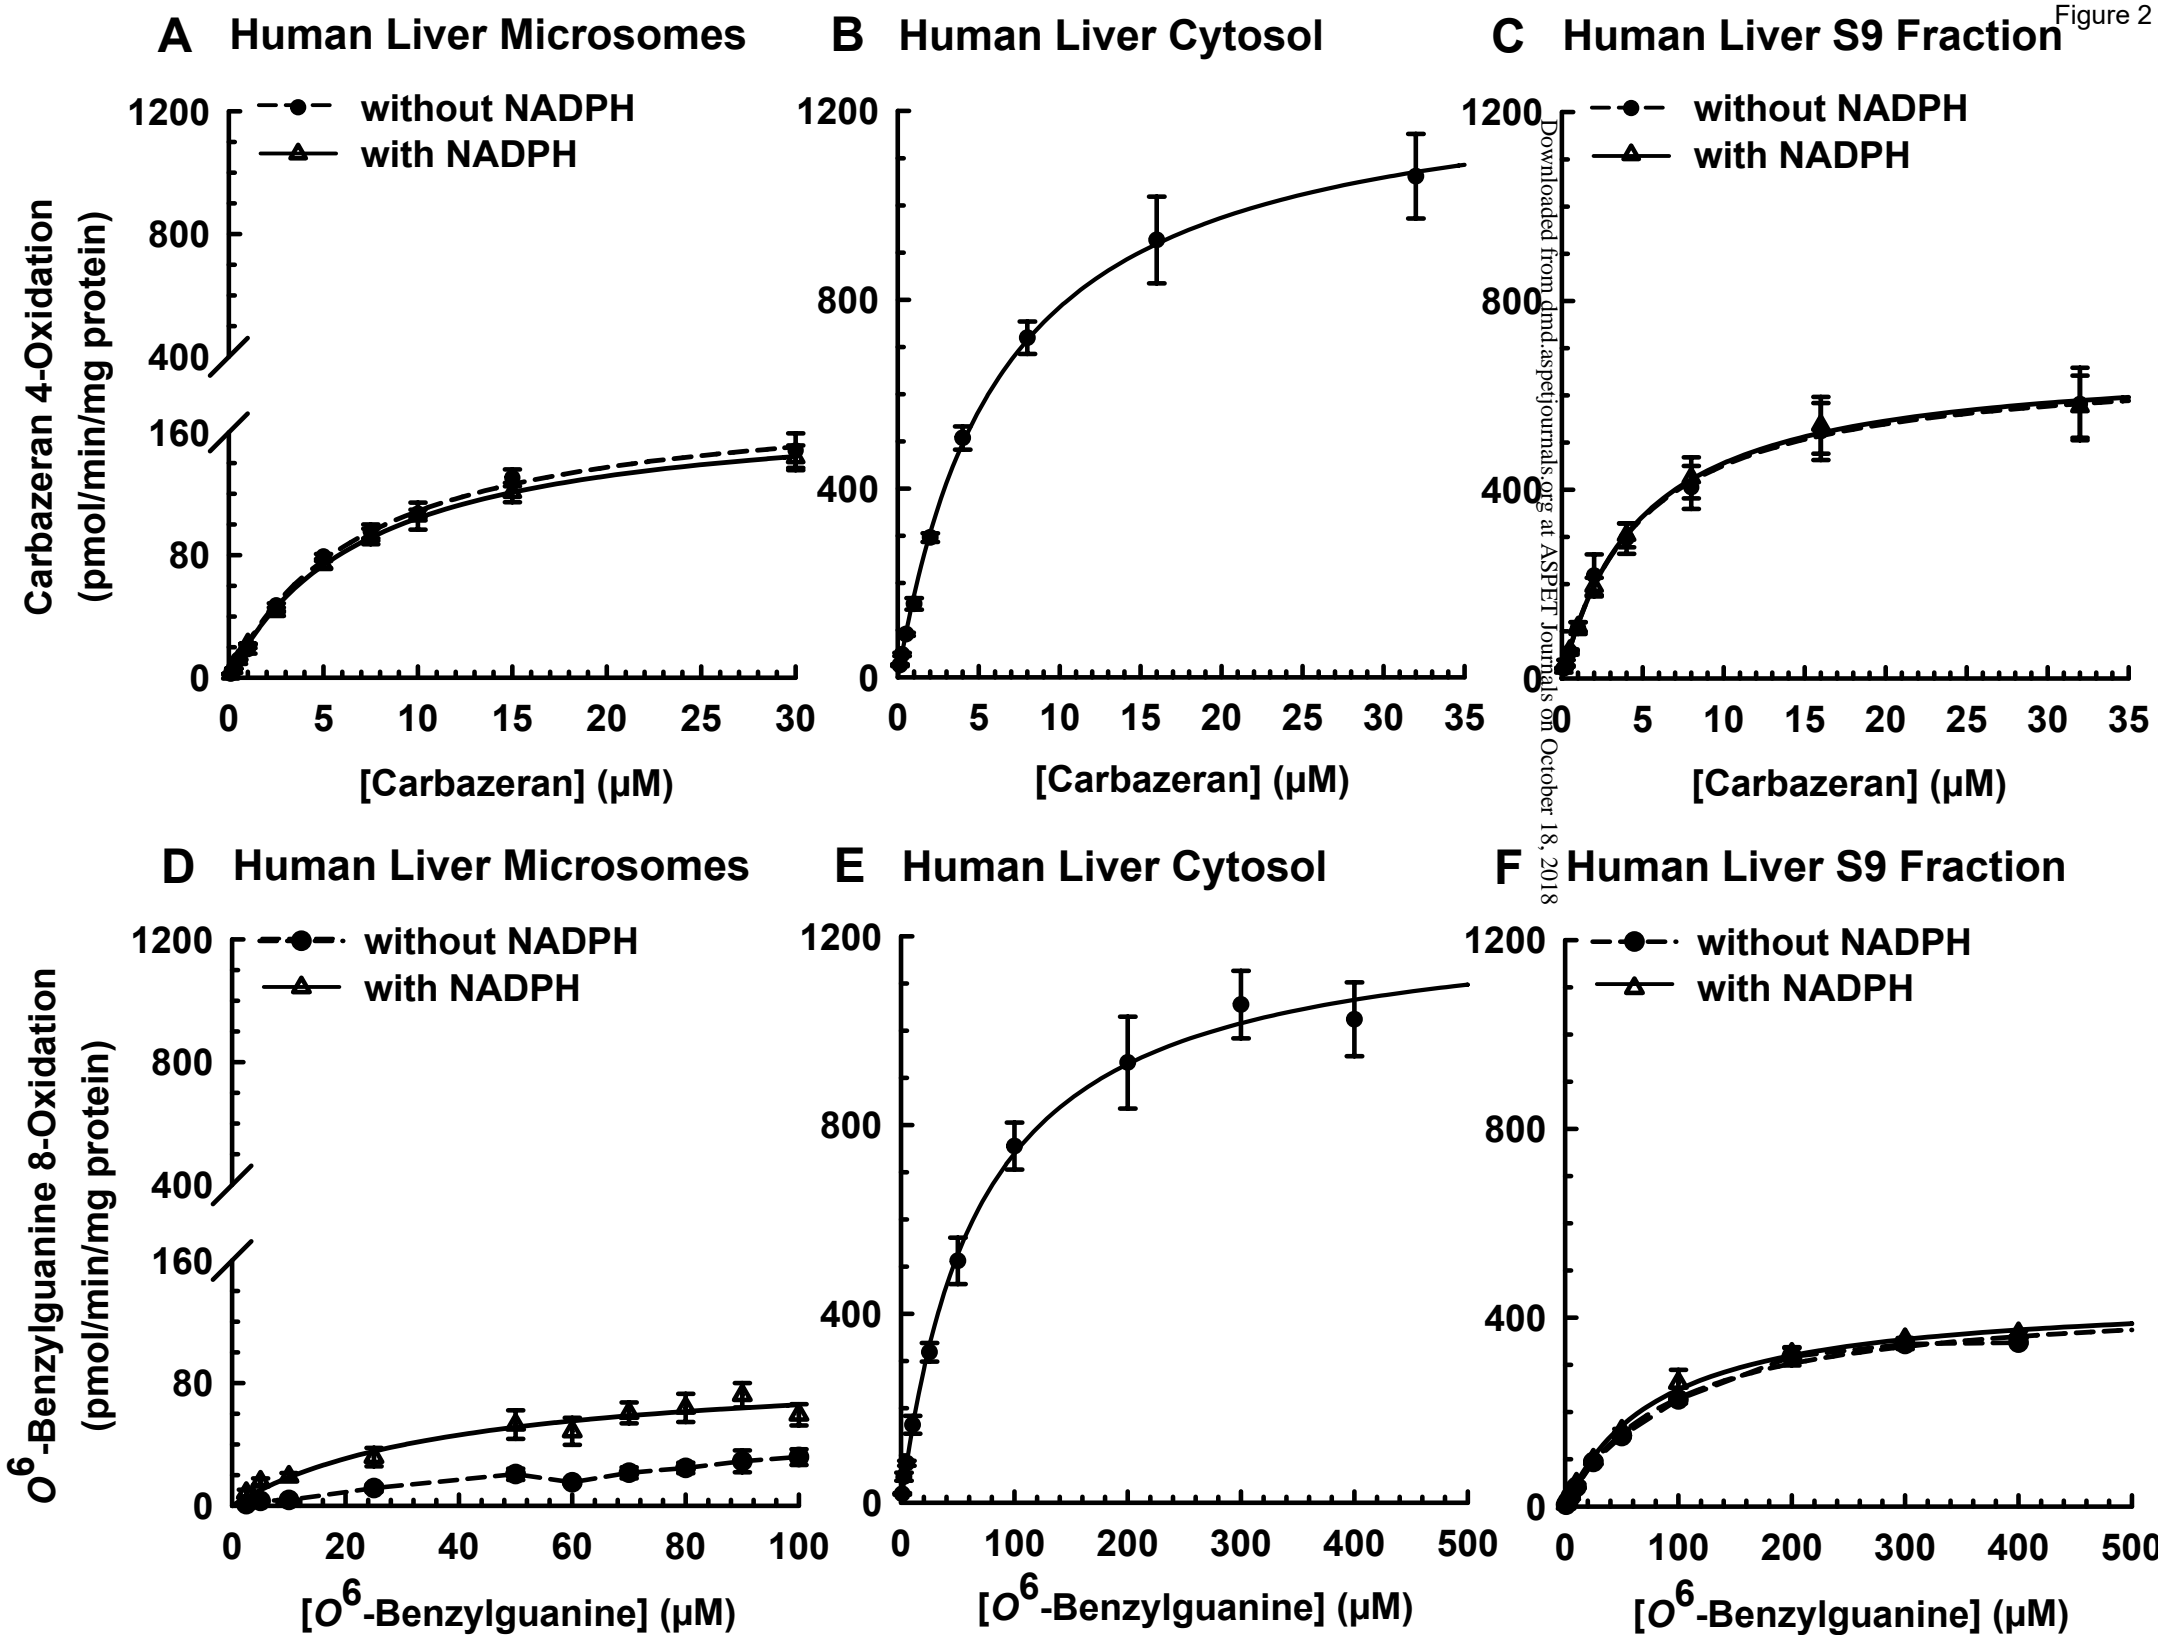 Figure 2
A Human Liver Microsomes
B Human Liver Cytosol
C Human Liver S9 Fraction
Carbazeran 4-Oxidation
(pmol/min/mg protein)
1200
800
400
160
80
0
without NADPH
with NADPH
0 5 10 15 20 25 30
[Carbazeran] (µM)
1200
800
400
0
0 5 10 15 20 25 30 35
[Carbazeran] (µM)
1200
800
400
0
without NADPH
with NADPH
0 5 10 15 20 25 30 35
[Carbazeran] (µM)
Downloaded from dmd.aspetjournals.org at ASPET Journals on October 18, 2018
D Human Liver Microsomes
E Human Liver Cytosol
F Human Liver S9 Fraction
O6-Benzylguanine 8-Oxidation
(pmol/min/mg protein)
1200
800
400
160
80
0
without NADPH
with NADPH
0 20 40 60 80 100
[O6-Benzylguanine] (µM)
1200
800
400
0
0 100 200 300 400 500
[O6-Benzylguanine] (µM)
1200
800
400
0
without NADPH
with NADPH
0 100 200 300 400 500
[O6-Benzylguanine] (µM)